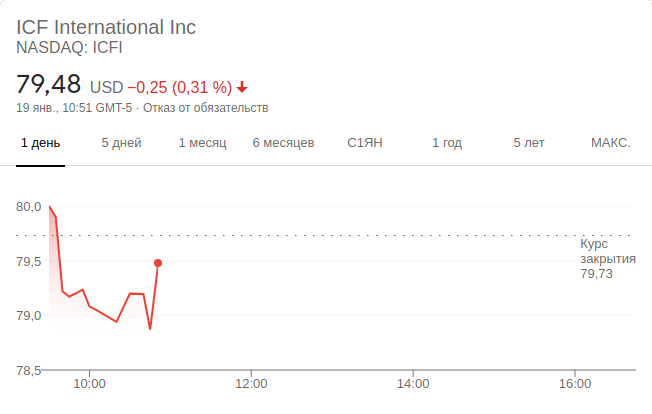 ICF International Inc
NASDAQ: ICFI
79,48 USD −0,25 (0,31 %)
19 янв., 10:51 GMT-5 · Отказ от обязательств
1 день 5 дней 1 месяц 6 месяцев С1ЯН 1 год 5 лет МАКС.
80,0
79,5
79,0
78,5
Курс
закрытия
79,73
10:00 12:00 14:00 16:00